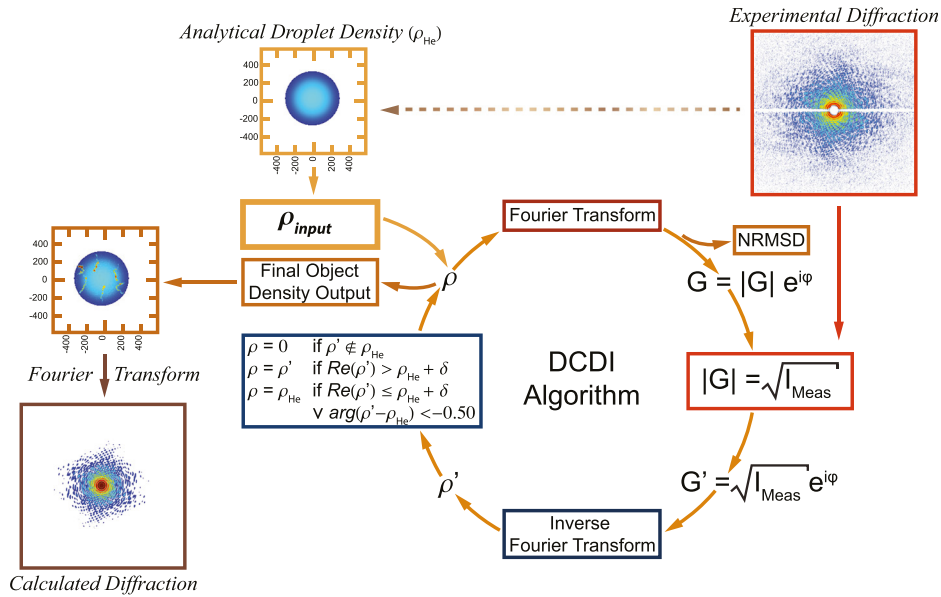 Experimental Diffraction
Analytical Droplet Density (ρHe)
400
200
0
-200
-400
-400
-200
0
200
400
ρinput
Fourier Transform
NRMSD
400
200
0
-200
-400
-400
-200
0
200
400
Final Object
Density Output
ρ
G = |G| eiφ
ρ = 0 if ρ' ∉ ρHe
ρ = ρ' if Re(ρ') > ρHe + δ
ρ = ρHe if Re(ρ') ≤ ρHe + δ
∨ arg(ρ'−ρHe) <−0.50
DCDI
Algorithm
|G| = √IMeas
Fourier Transform
ρ'
G' = √IMeas eiφ
Inverse
Fourier Transform
Calculated Diffraction